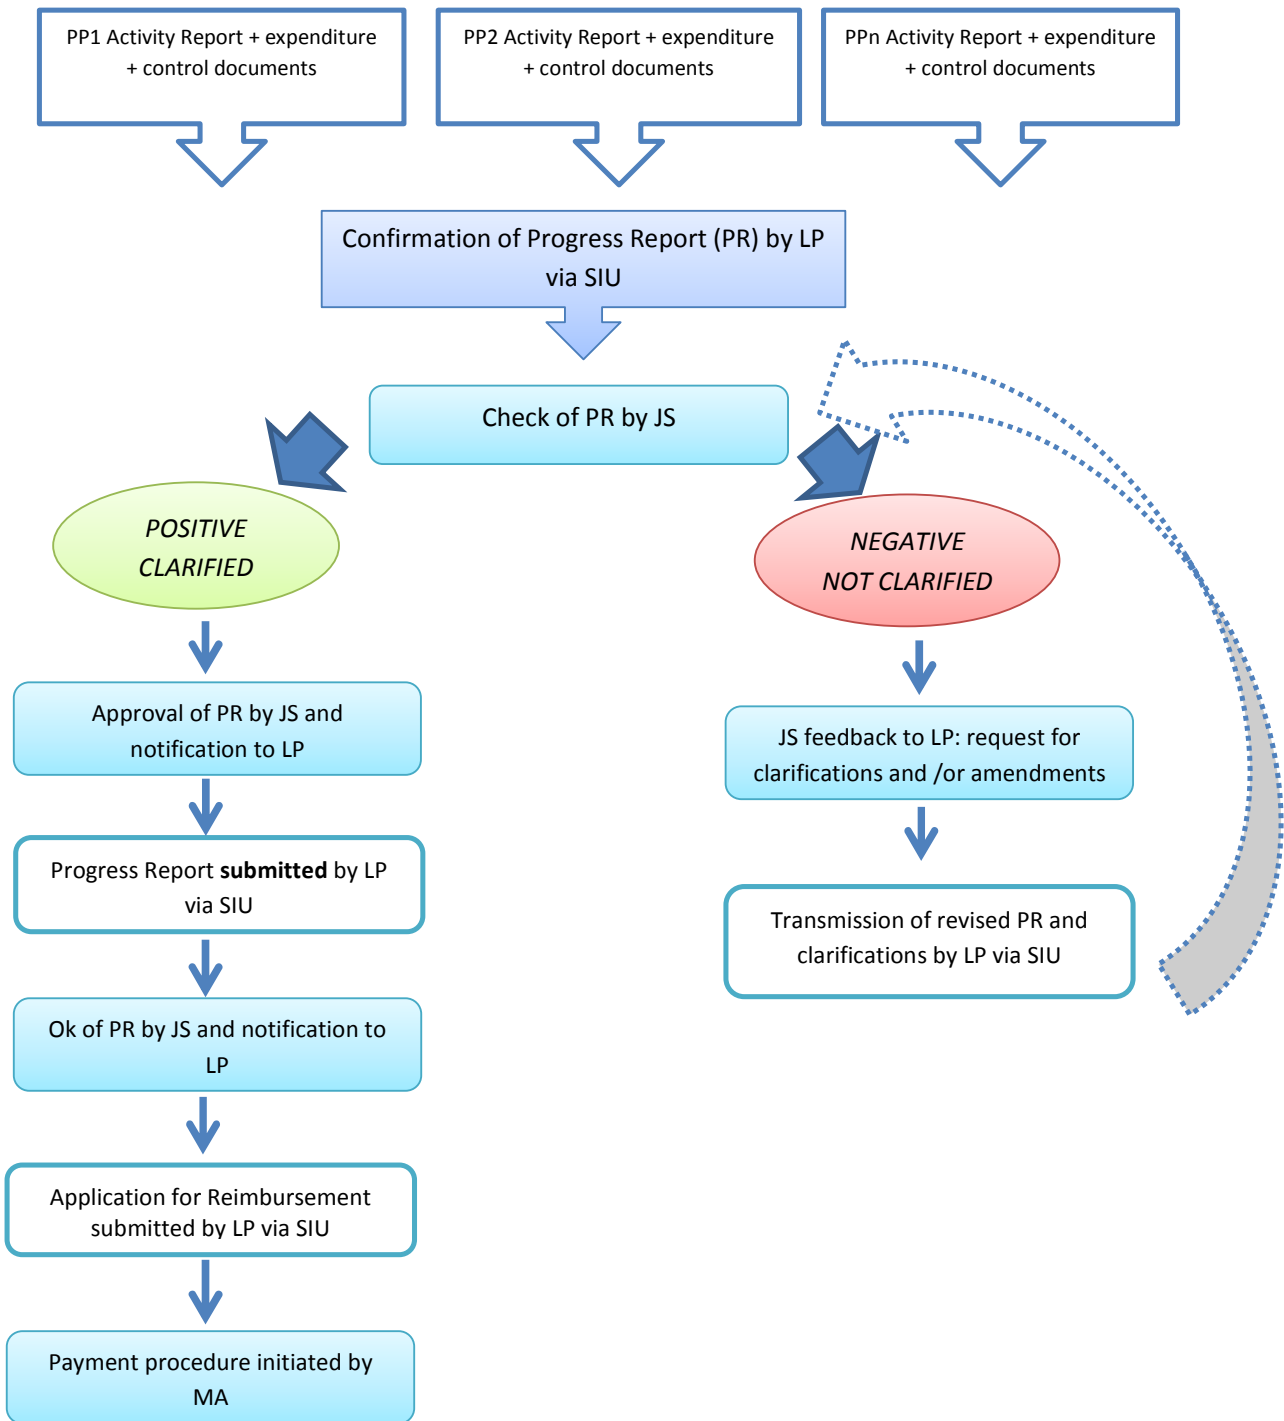 PP1 Activity Report + expenditure
+ control documents
PP2 Activity Report + expenditure
+ control documents
PPn Activity Report + expenditure
+ control documents
Confirmation of Progress Report (PR) by LP
via SIU
Check of PR by JS
POSITIVE
CLARIFIED
NEGATIVE
NOT CLARIFIED
Approval of PR by JS and
notification to LP
JS feedback to LP: request for
clarifications and /or amendments
Progress Report submitted by LP
via SIU
Transmission of revised PR and
clarifications by LP via SIU
Ok of PR by JS and notification to
LP
Application for Reimbursement
submitted by LP via SIU
Payment procedure initiated by
MA